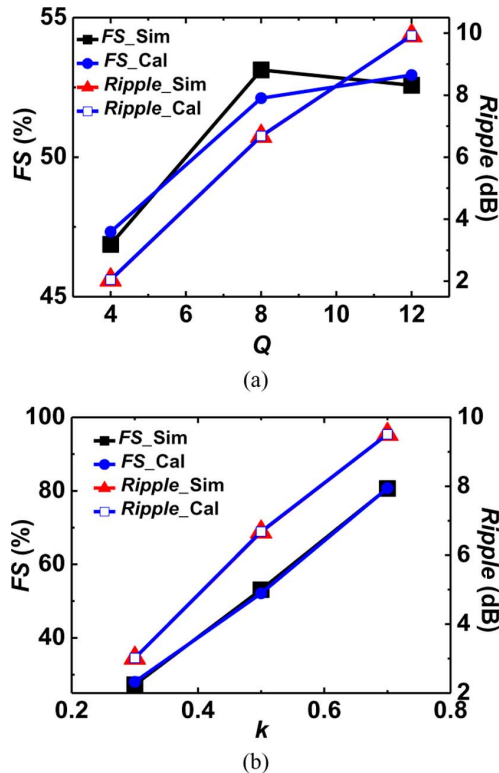 55
50
45
FS (%)
FS_Sim
FS_Cal
Ripple_Sim
Ripple_Cal
10
8
6
4
2
Ripple (dB)
4 6 8 10 12
Q
(a)
100
80
60
40
FS (%)
FS_Sim
FS_Cal
Ripple_Sim
Ripple_Cal
10
8
6
4
2
Ripple (dB)
0.2 0.4 0.6 0.8
k
(b)